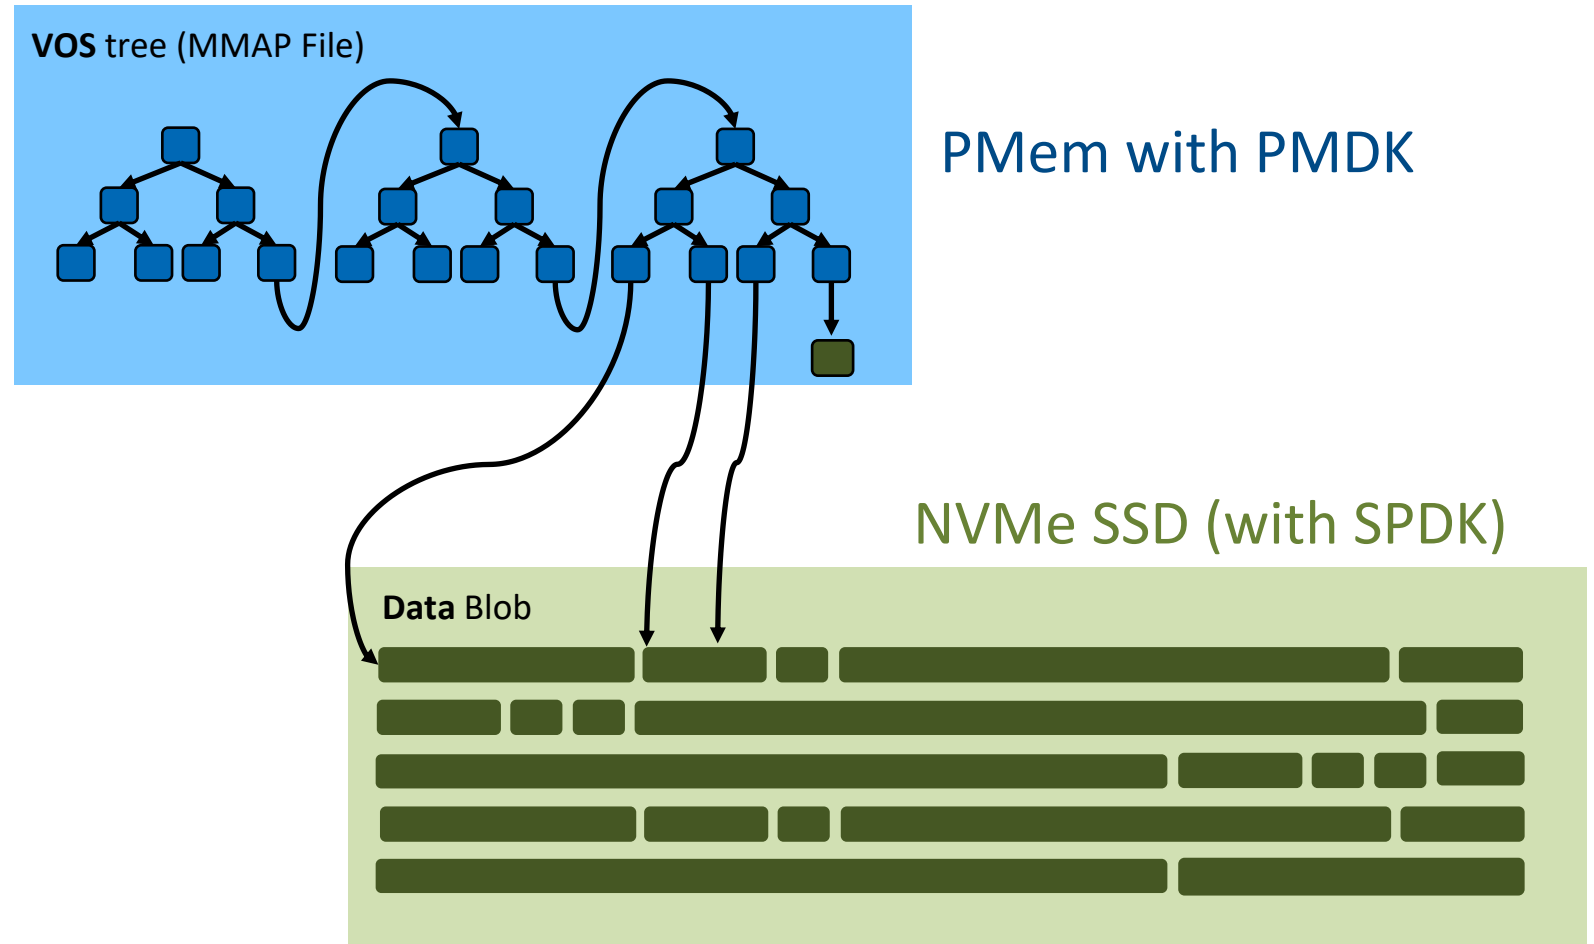 VOS tree (MMAP File)
PMem with PMDK
NVMe SSD (with SPDK)
Data Blob